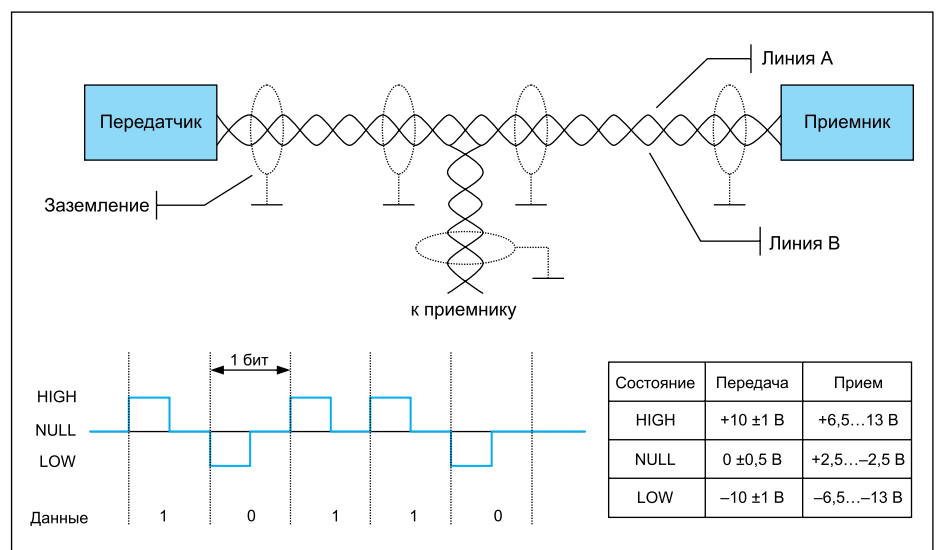 Линия А
Передатчик
Приемник
Заземление
Линия В
к приемнику
1 бит
HIGH
NULL
LOW
Данные 1 0 1 1 0
Состояние Передача Прием
HIGH +10 ±1 В +6,5…13 В
NULL 0 ±0,5 В +2,5…–2,5 В
LOW –10 ±1 В –6,5…–13 В